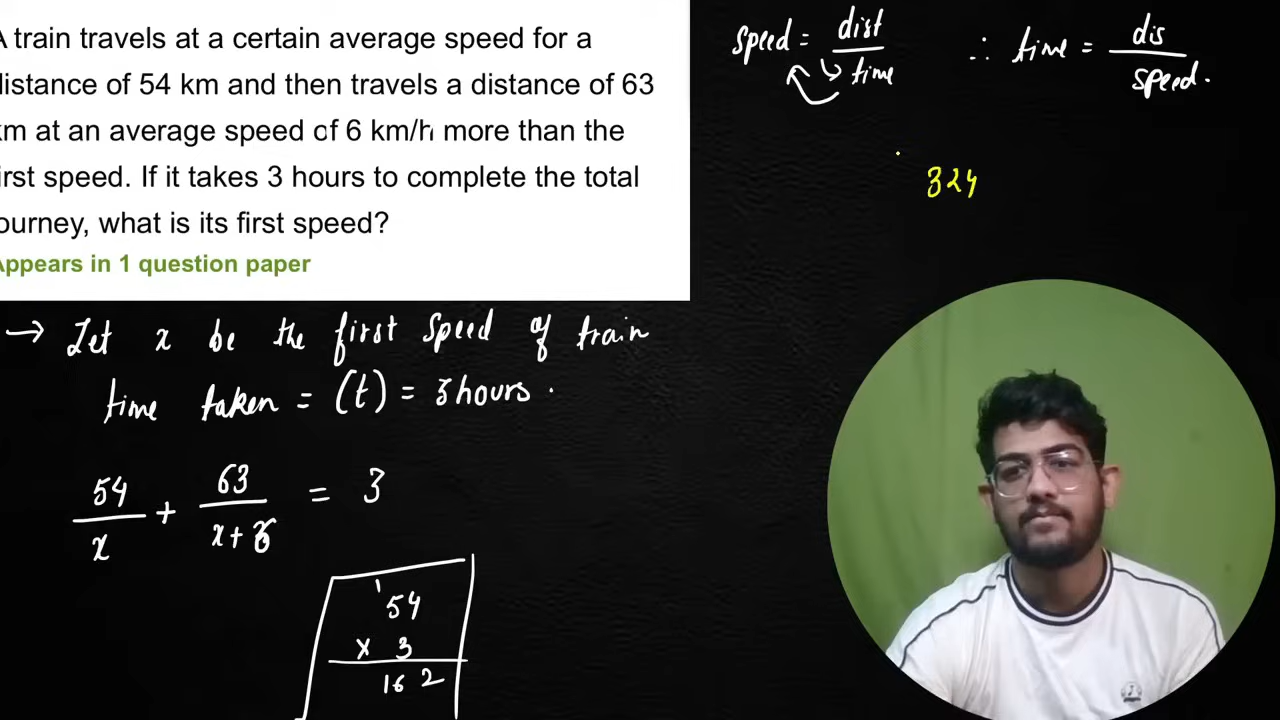 A train travels at a certain average speed for a
distance of 54 km and then travels a distance of 63
km at an average speed of 6 km/h more than the
first speed. If it takes 3 hours to complete the total
journey, what is its first speed?
Appears in 1 question paper
speed = dist / time
∴ time = dis / speed.
324
→ Let x be the first speed of train
time taken = (t) = 3 hours.
54/x + 63/(x+6) = 3
1
54
x 3
162